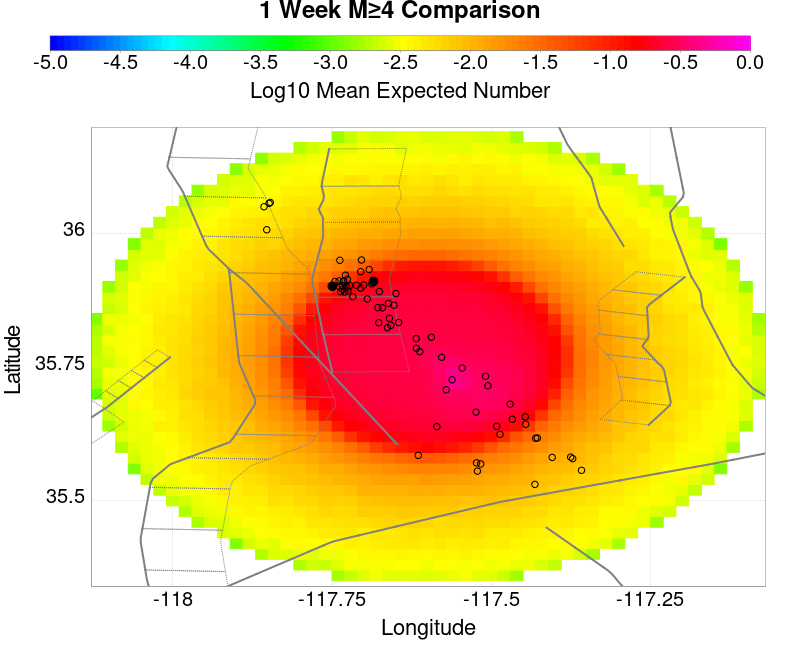 1 Week M≥4 Comparison
-5.0 -4.5 -4.0 -3.5 -3.0 -2.5 -2.0 -1.5 -1.0 -0.5 0.0
Log10 Mean Expected Number
36
35.75
35.5
Latitude
-118 -117.75 -117.5 -117.25
Longitude